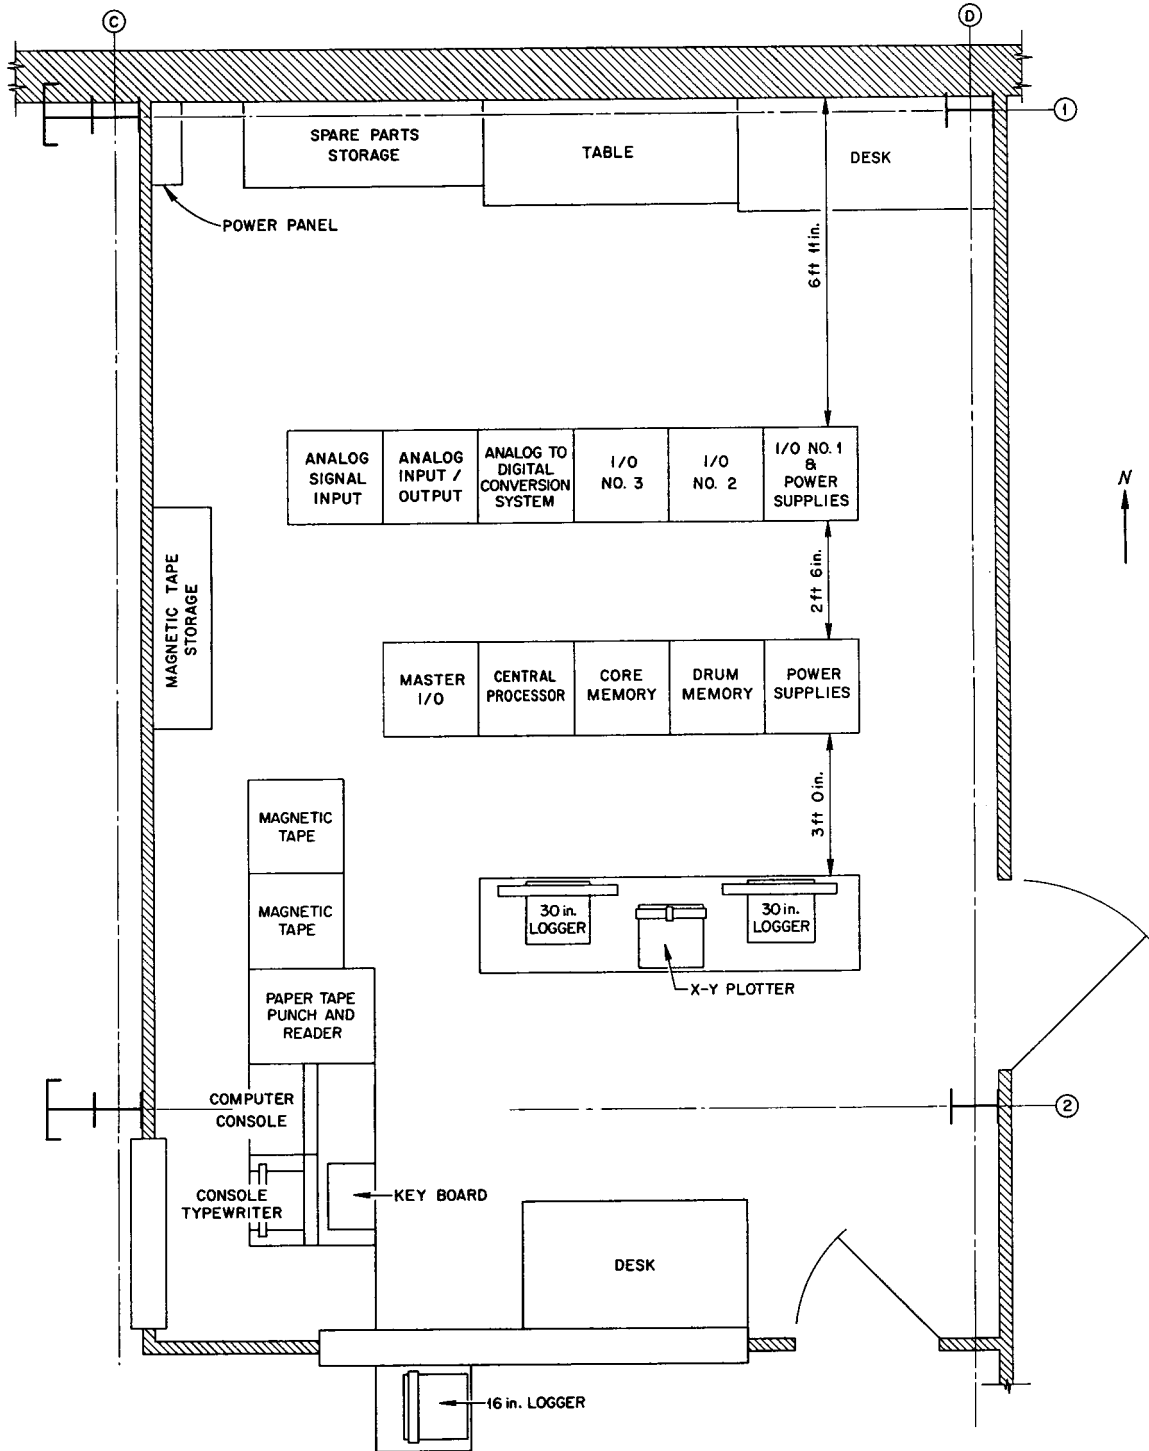 C
D
1
SPARE PARTS
STORAGE
TABLE
DESK
POWER PANEL
6 ft 11 in.
ANALOG
SIGNAL
INPUT
ANALOG
INPUT /
OUTPUT
ANALOG TO
DIGITAL
CONVERSION
SYSTEM
I/O
NO. 3
I/O
NO. 2
I/O NO. 1
&
POWER
SUPPLIES
N
MAGNETIC TAPE
STORAGE
2 ft 6 in.
MASTER
I/O
CENTRAL
PROCESSOR
CORE
MEMORY
DRUM
MEMORY
POWER
SUPPLIES
3 ft 0 in.
MAGNETIC
TAPE
MAGNETIC
TAPE
30 in.
LOGGER
30 in.
LOGGER
X-Y PLOTTER
PAPER TAPE
PUNCH AND
READER
COMPUTER
CONSOLE
2
CONSOLE
TYPEWRITER
KEY BOARD
DESK
16 in. LOGGER